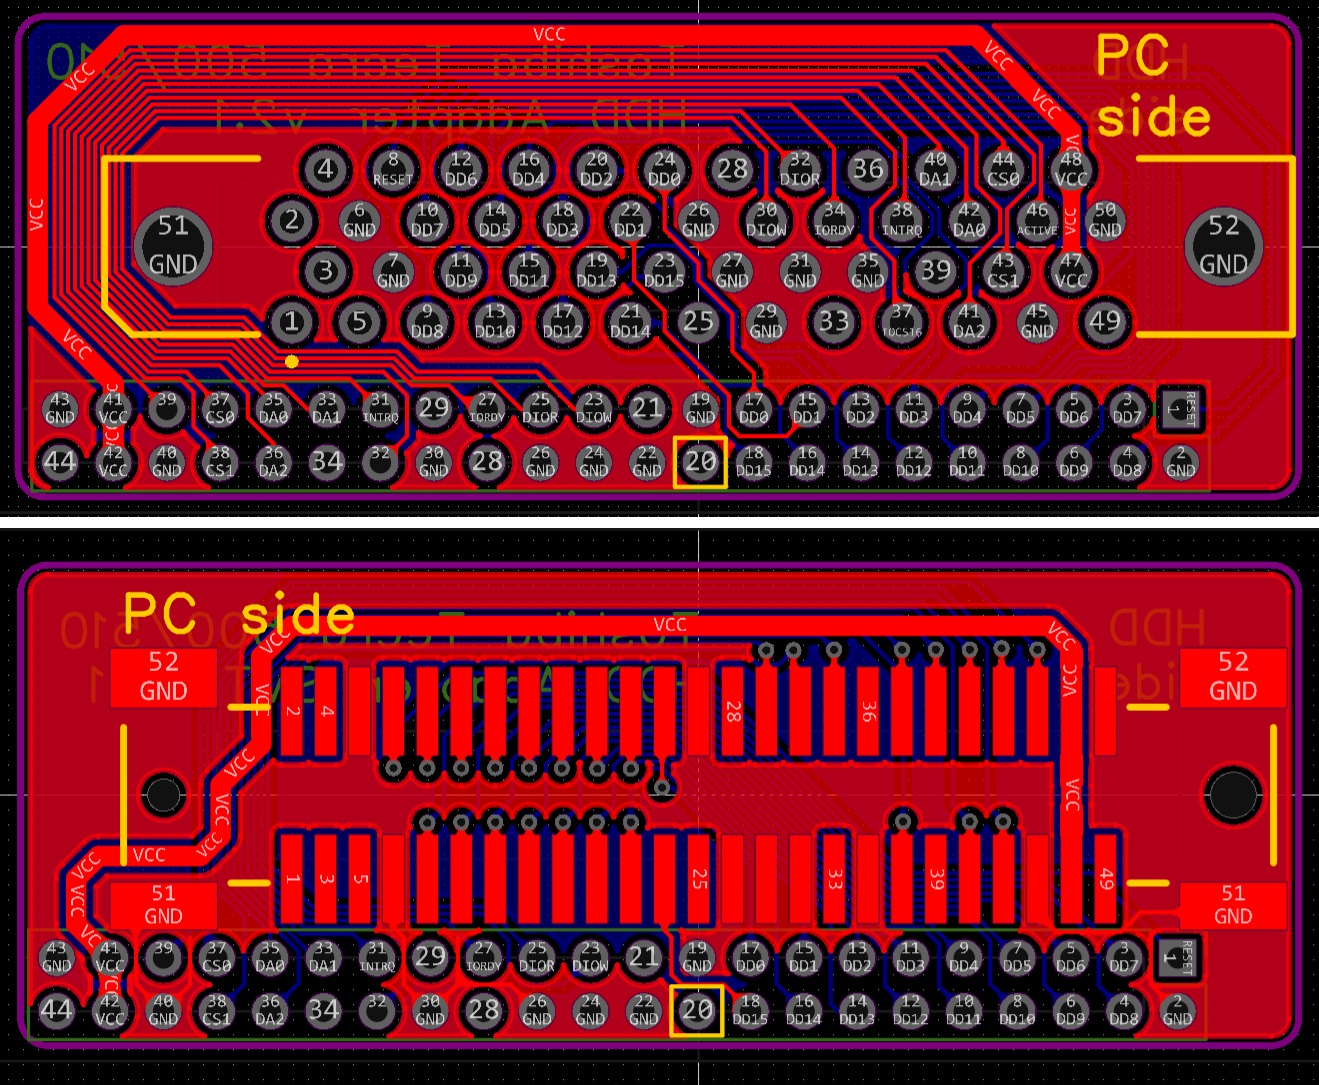 VCC
PC side
Toshiba Tecra 500/510
HDD Adapter v2.1
HDD
side
VCC VCC VCC VCC VCC VCC VCC
4 8 RESET 12 DD6 16 DD4 20 DD2 24 DD0 28 32 DIOR 36 40 DA1 44 CS0 48 VCC
2 6 GND 10 DD7 14 DD5 18 DD3 22 DD1 26 GND 30 DIOW 34 IORDY 38 INTRQ 42 DA0 46 ACTIVE 50 GND
51 GND
52 GND
3 7 GND 11 DD9 15 DD11 19 DD13 23 DD15 27 GND 31 GND 35 GND 39 43 CS1 47 VCC
1 5 9 DD8 13 DD10 17 DD12 21 DD14 25 29 GND 33 37 IOCS16 41 DA2 45 GND 49
43 GND 41 VCC 39 37 CS0 35 DA0 33 DA1 31 INTRQ 29 27 IORDY 25 DIOR 23 DIOW 21 19 GND 17 DD0 15 DD1 13 DD2 11 DD3 9 DD4 7 DD5 5 DD6 3 DD7 1 RESET
44 42 VCC 40 GND 38 CS1 36 DA2 34 32 30 GND 28 26 GND 24 GND 22 GND 20 18 DD15 16 DD14 14 DD13 12 DD12 10 DD11 8 DD10 6 DD9 4 DD8 2 GND
PC side
VCC VCC VCC VCC VCC VCC VCC VCC VCC VCC VCC VCC
HDD
52 GND
52 GND
2 4 28 36
1 3 5 25 33 39 49
51 GND
51 GND
43 GND 41 VCC 39 37 CS0 35 DA0 33 DA1 31 INTRQ 29 27 IORDY 25 DIOR 23 DIOW 21 19 GND 17 DD0 15 DD1 13 DD2 11 DD3 9 DD4 7 DD5 5 DD6 3 DD7 1 RESET
44 42 VCC 40 GND 38 CS1 36 DA2 34 32 30 GND 28 26 GND 24 GND 22 GND 20 18 DD15 16 DD14 14 DD13 12 DD12 10 DD11 8 DD10 6 DD9 4 DD8 2 GND